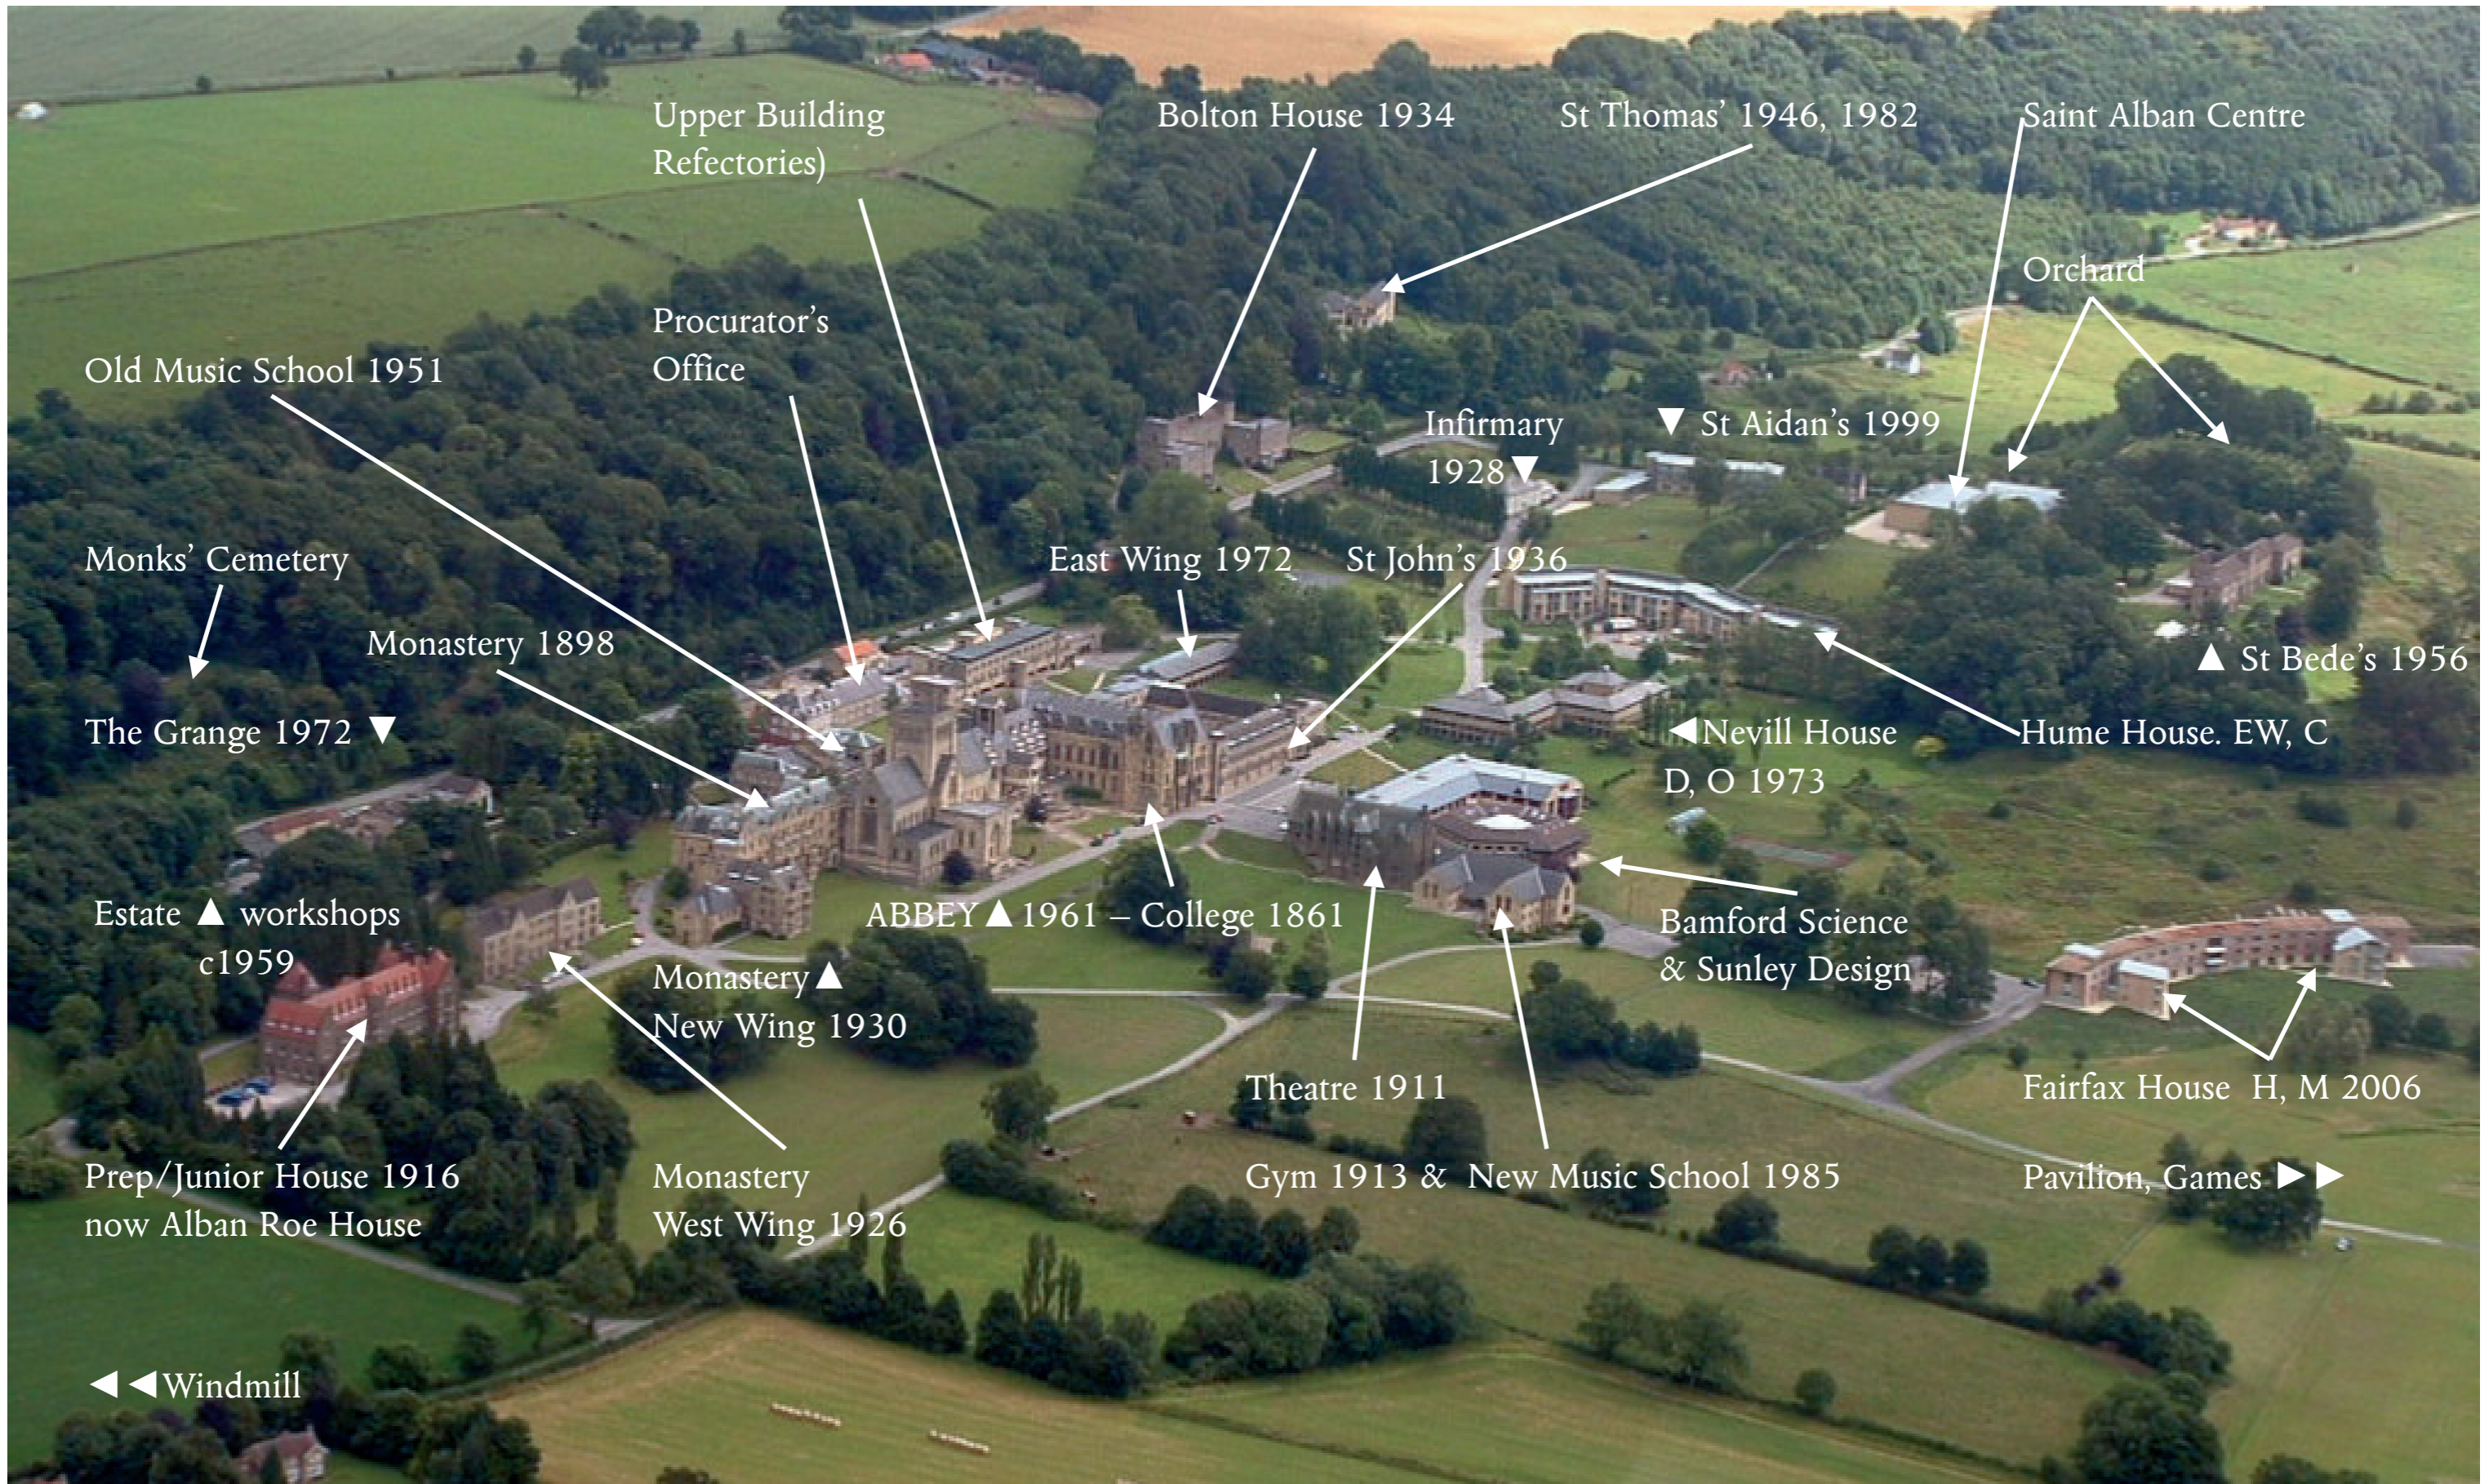 Upper Building
Refectories)
Bolton House 1934
St Thomas’ 1946, 1982
Saint Alban Centre
Orchard
Procurator’s
Office
Old Music School 1951
Infirmary
1928 ▼
▼ St Aidan’s 1999
Monks’ Cemetery
East Wing 1972
St John’s 1936
Monastery 1898
▲ St Bede’s 1956
The Grange 1972 ▼
◀Nevill House
D, O 1973
Hume House. EW, C
Estate ▲ workshops
c1959
ABBEY ▲ 1961 – College 1861
Bamford Science
& Sunley Design
Monastery ▲
New Wing 1930
Theatre 1911
Fairfax House H, M 2006
Prep/Junior House 1916
now Alban Roe House
Monastery
West Wing 1926
Gym 1913 & New Music School 1985
Pavilion, Games ▶ ▶
◀ ◀Windmill